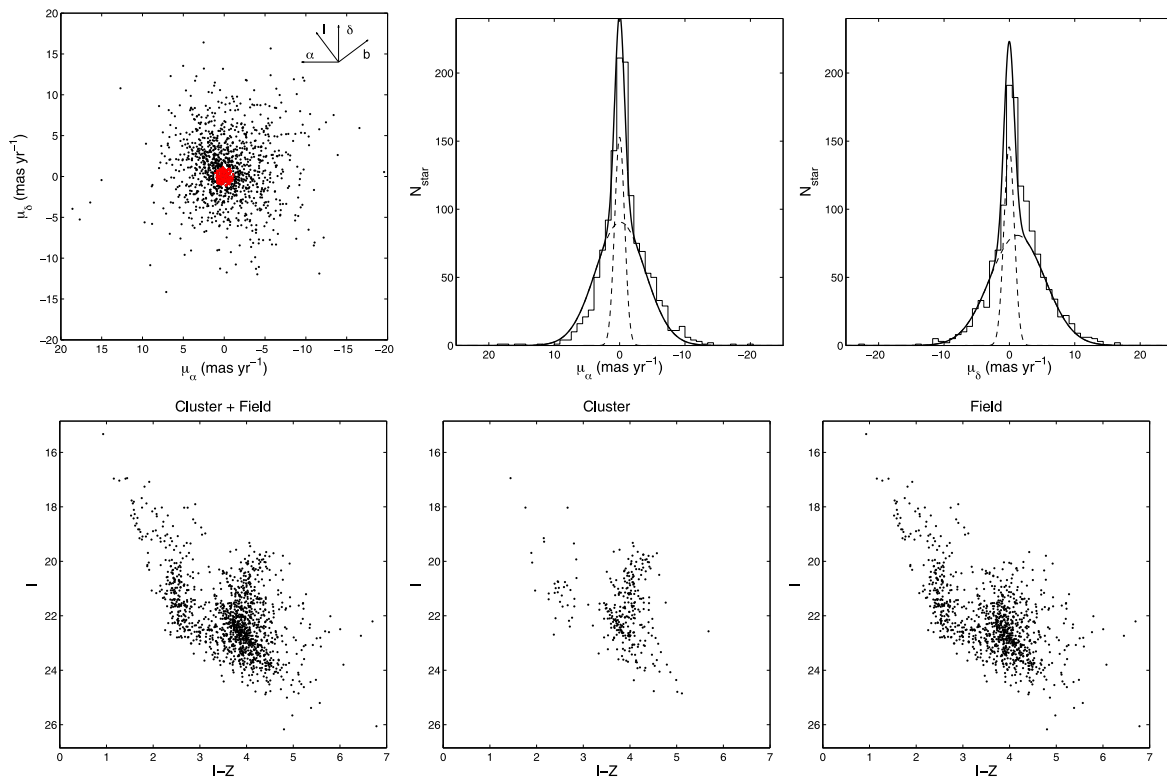 20
15
10
5
0
−5
−10
−15
−20
20 15 10 5 0 −5 −10 −15 −20
μδ (mas yr−1)
μα (mas yr−1)
l
δ
α
b
200
150
100
50
0
20 10 0 −10 −20
Nstar
μα (mas yr−1)
200
150
100
50
0
−20 −10 0 10 20
Nstar
μδ (mas yr−1)
Cluster + Field
16
18
20
22
24
26
0 1 2 3 4 5 6 7
I
I−Z
Cluster
16
18
20
22
24
26
0 1 2 3 4 5 6 7
I
I−Z
Field
16
18
20
22
24
26
0 1 2 3 4 5 6 7
I
I−Z